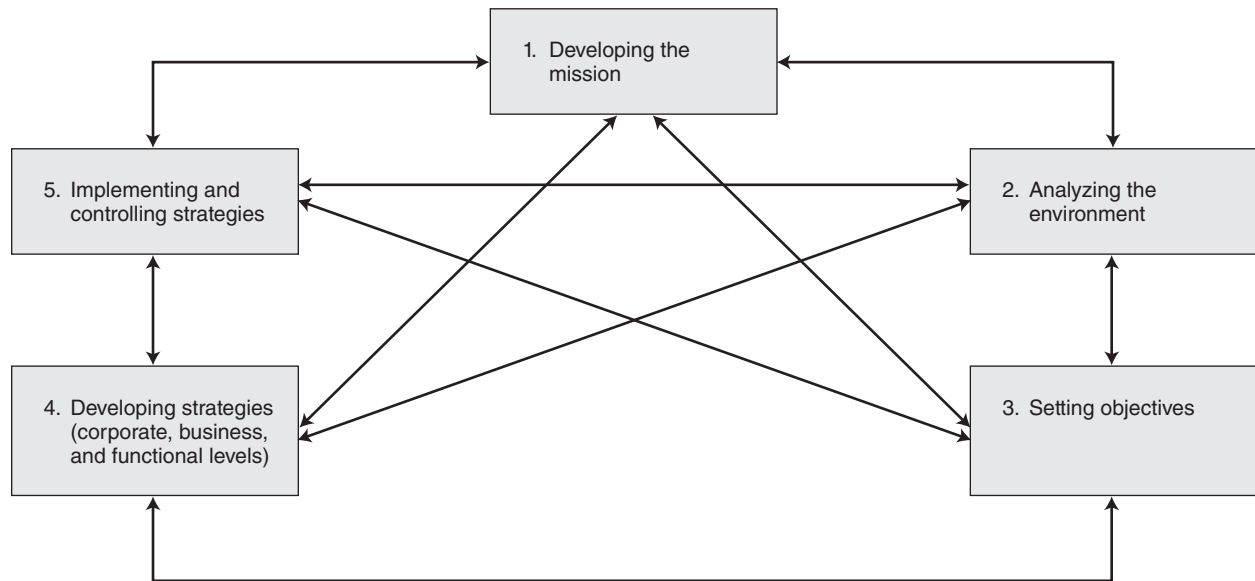 1. Developing the
mission
5. Implementing and
controlling strategies
2. Analyzing the
environment
4. Developing strategies
(corporate, business,
and functional levels)
3. Setting objectives